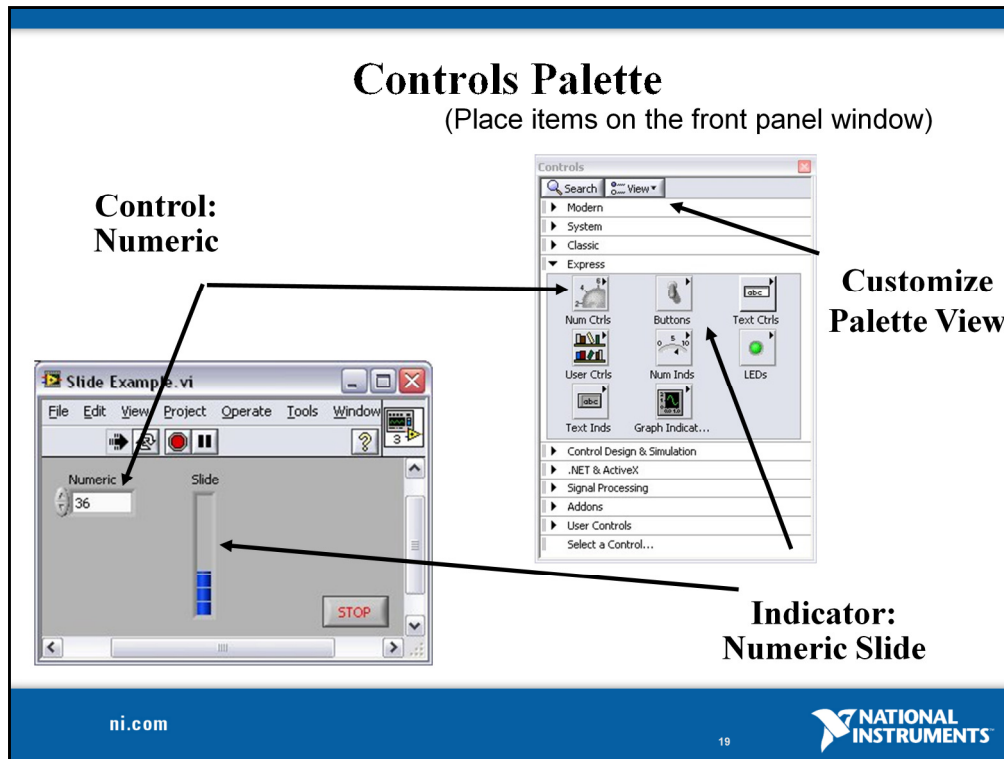 Controls Palette
(Place items on the front panel window)
Control:
Numeric
Controls
Search View
Modern
System
Classic
Express
Num Ctrls Buttons Text Ctrls
User Ctrls Num Inds LEDs
Text Inds Graph Indicat...
Control Design & Simulation
.NET & ActiveX
Signal Processing
Addons
User Controls
Select a Control...
Customize
Palette View
Slide Example.vi
File Edit View Project Operate Tools Window
3
Numeric Slide
36
STOP
Indicator:
Numeric Slide
ni.com
19
NATIONAL
INSTRUMENTS